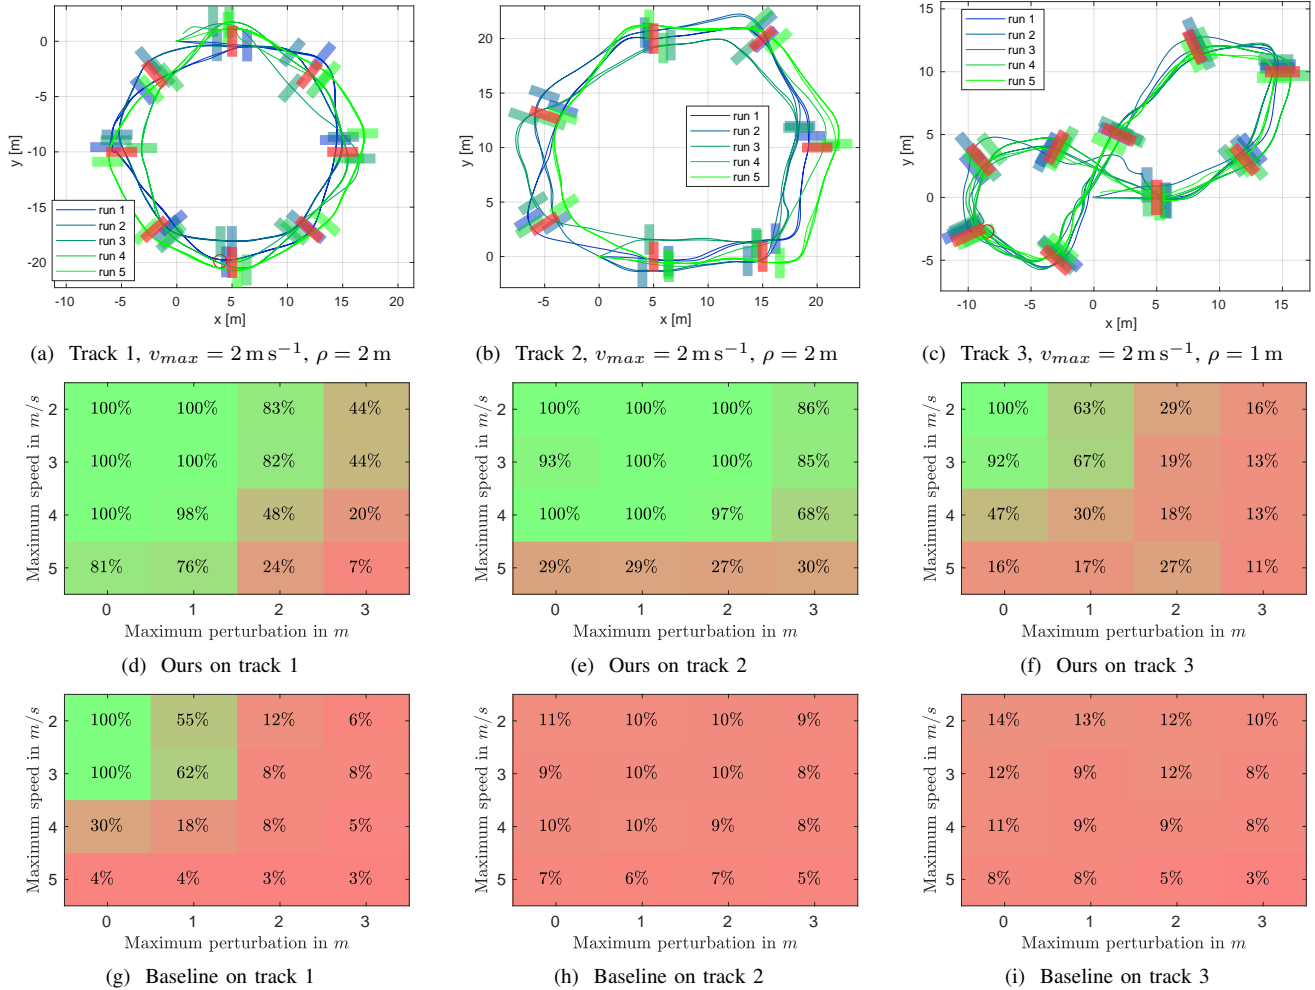 0
-5
-10
-15
-20
y [m]
run 1
run 2
run 3
run 4
run 5
-10 -5 0 5 10 15 20
x [m]
20
15
10
5
0
y [m]
run 1
run 2
run 3
run 4
run 5
-5 0 5 10 15 20
x [m]
15
10
5
0
-5
y [m]
run 1
run 2
run 3
run 4
run 5
-10 -5 0 5 10 15
x [m]
(a) Track 1, v_max = 2 m s⁻¹, ρ = 2 m
(b) Track 2, v_max = 2 m s⁻¹, ρ = 2 m
(c) Track 3, v_max = 2 m s⁻¹, ρ = 1 m
Maximum speed in m/s
2 100% 100% 83% 44%
3 100% 100% 82% 44%
4 100% 98% 48% 20%
5 81% 76% 24% 7%
0 1 2 3
Maximum perturbation in m
(d) Ours on track 1
Maximum speed in m/s
2 100% 100% 100% 86%
3 93% 100% 100% 85%
4 100% 100% 97% 68%
5 29% 29% 27% 30%
0 1 2 3
Maximum perturbation in m
(e) Ours on track 2
Maximum speed in m/s
2 100% 63% 29% 16%
3 92% 67% 19% 13%
4 47% 30% 18% 13%
5 16% 17% 27% 11%
0 1 2 3
Maximum perturbation in m
(f) Ours on track 3
Maximum speed in m/s
2 100% 55% 12% 6%
3 100% 62% 8% 8%
4 30% 18% 8% 5%
5 4% 4% 3% 3%
0 1 2 3
Maximum perturbation in m
(g) Baseline on track 1
Maximum speed in m/s
2 11% 10% 10% 9%
3 9% 10% 10% 8%
4 10% 10% 9% 8%
5 7% 6% 7% 5%
0 1 2 3
Maximum perturbation in m
(h) Baseline on track 2
Maximum speed in m/s
2 14% 13% 12% 10%
3 12% 9% 12% 8%
4 11% 9% 9% 8%
5 8% 8% 5% 3%
0 1 2 3
Maximum perturbation in m
(i) Baseline on track 3